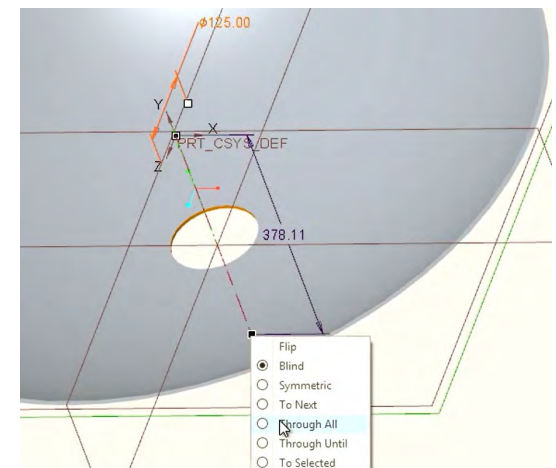 ϕ125.00
Y
X
PRT_CSYS_DEF
Z
378.11
Flip
Blind
Symmetric
To Next
Through All
Through Until
To Selected